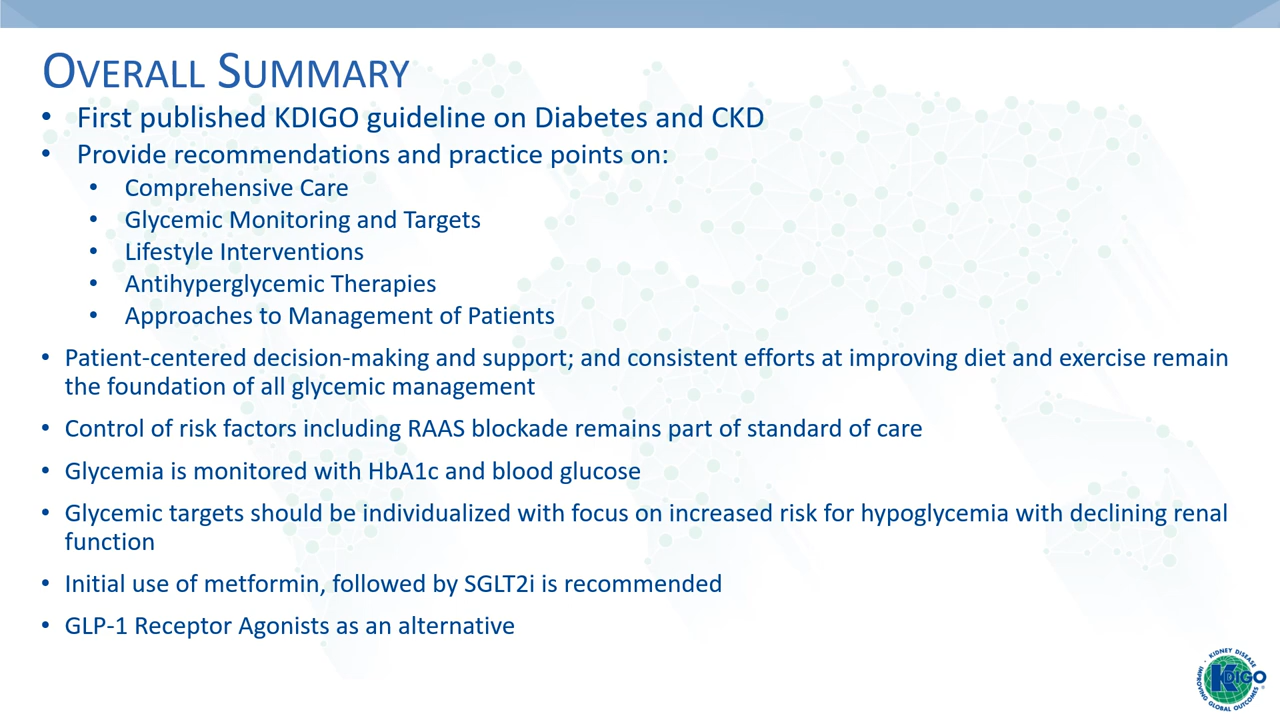 OVERALL SUMMARY
• First published KDIGO guideline on Diabetes and CKD
• Provide recommendations and practice points on:
• Comprehensive Care
• Glycemic Monitoring and Targets
• Lifestyle Interventions
• Antihyperglycemic Therapies
• Approaches to Management of Patients
• Patient-centered decision-making and support; and consistent efforts at improving diet and exercise remain
the foundation of all glycemic management
• Control of risk factors including RAAS blockade remains part of standard of care
• Glycemia is monitored with HbA1c and blood glucose
• Glycemic targets should be individualized with focus on increased risk for hypoglycemia with declining renal
function
• Initial use of metformin, followed by SGLT2i is recommended
• GLP-1 Receptor Agonists as an alternative
KIDNEY DISEASE
KDIGO
®
IMPROVING GLOBAL OUTCOMES